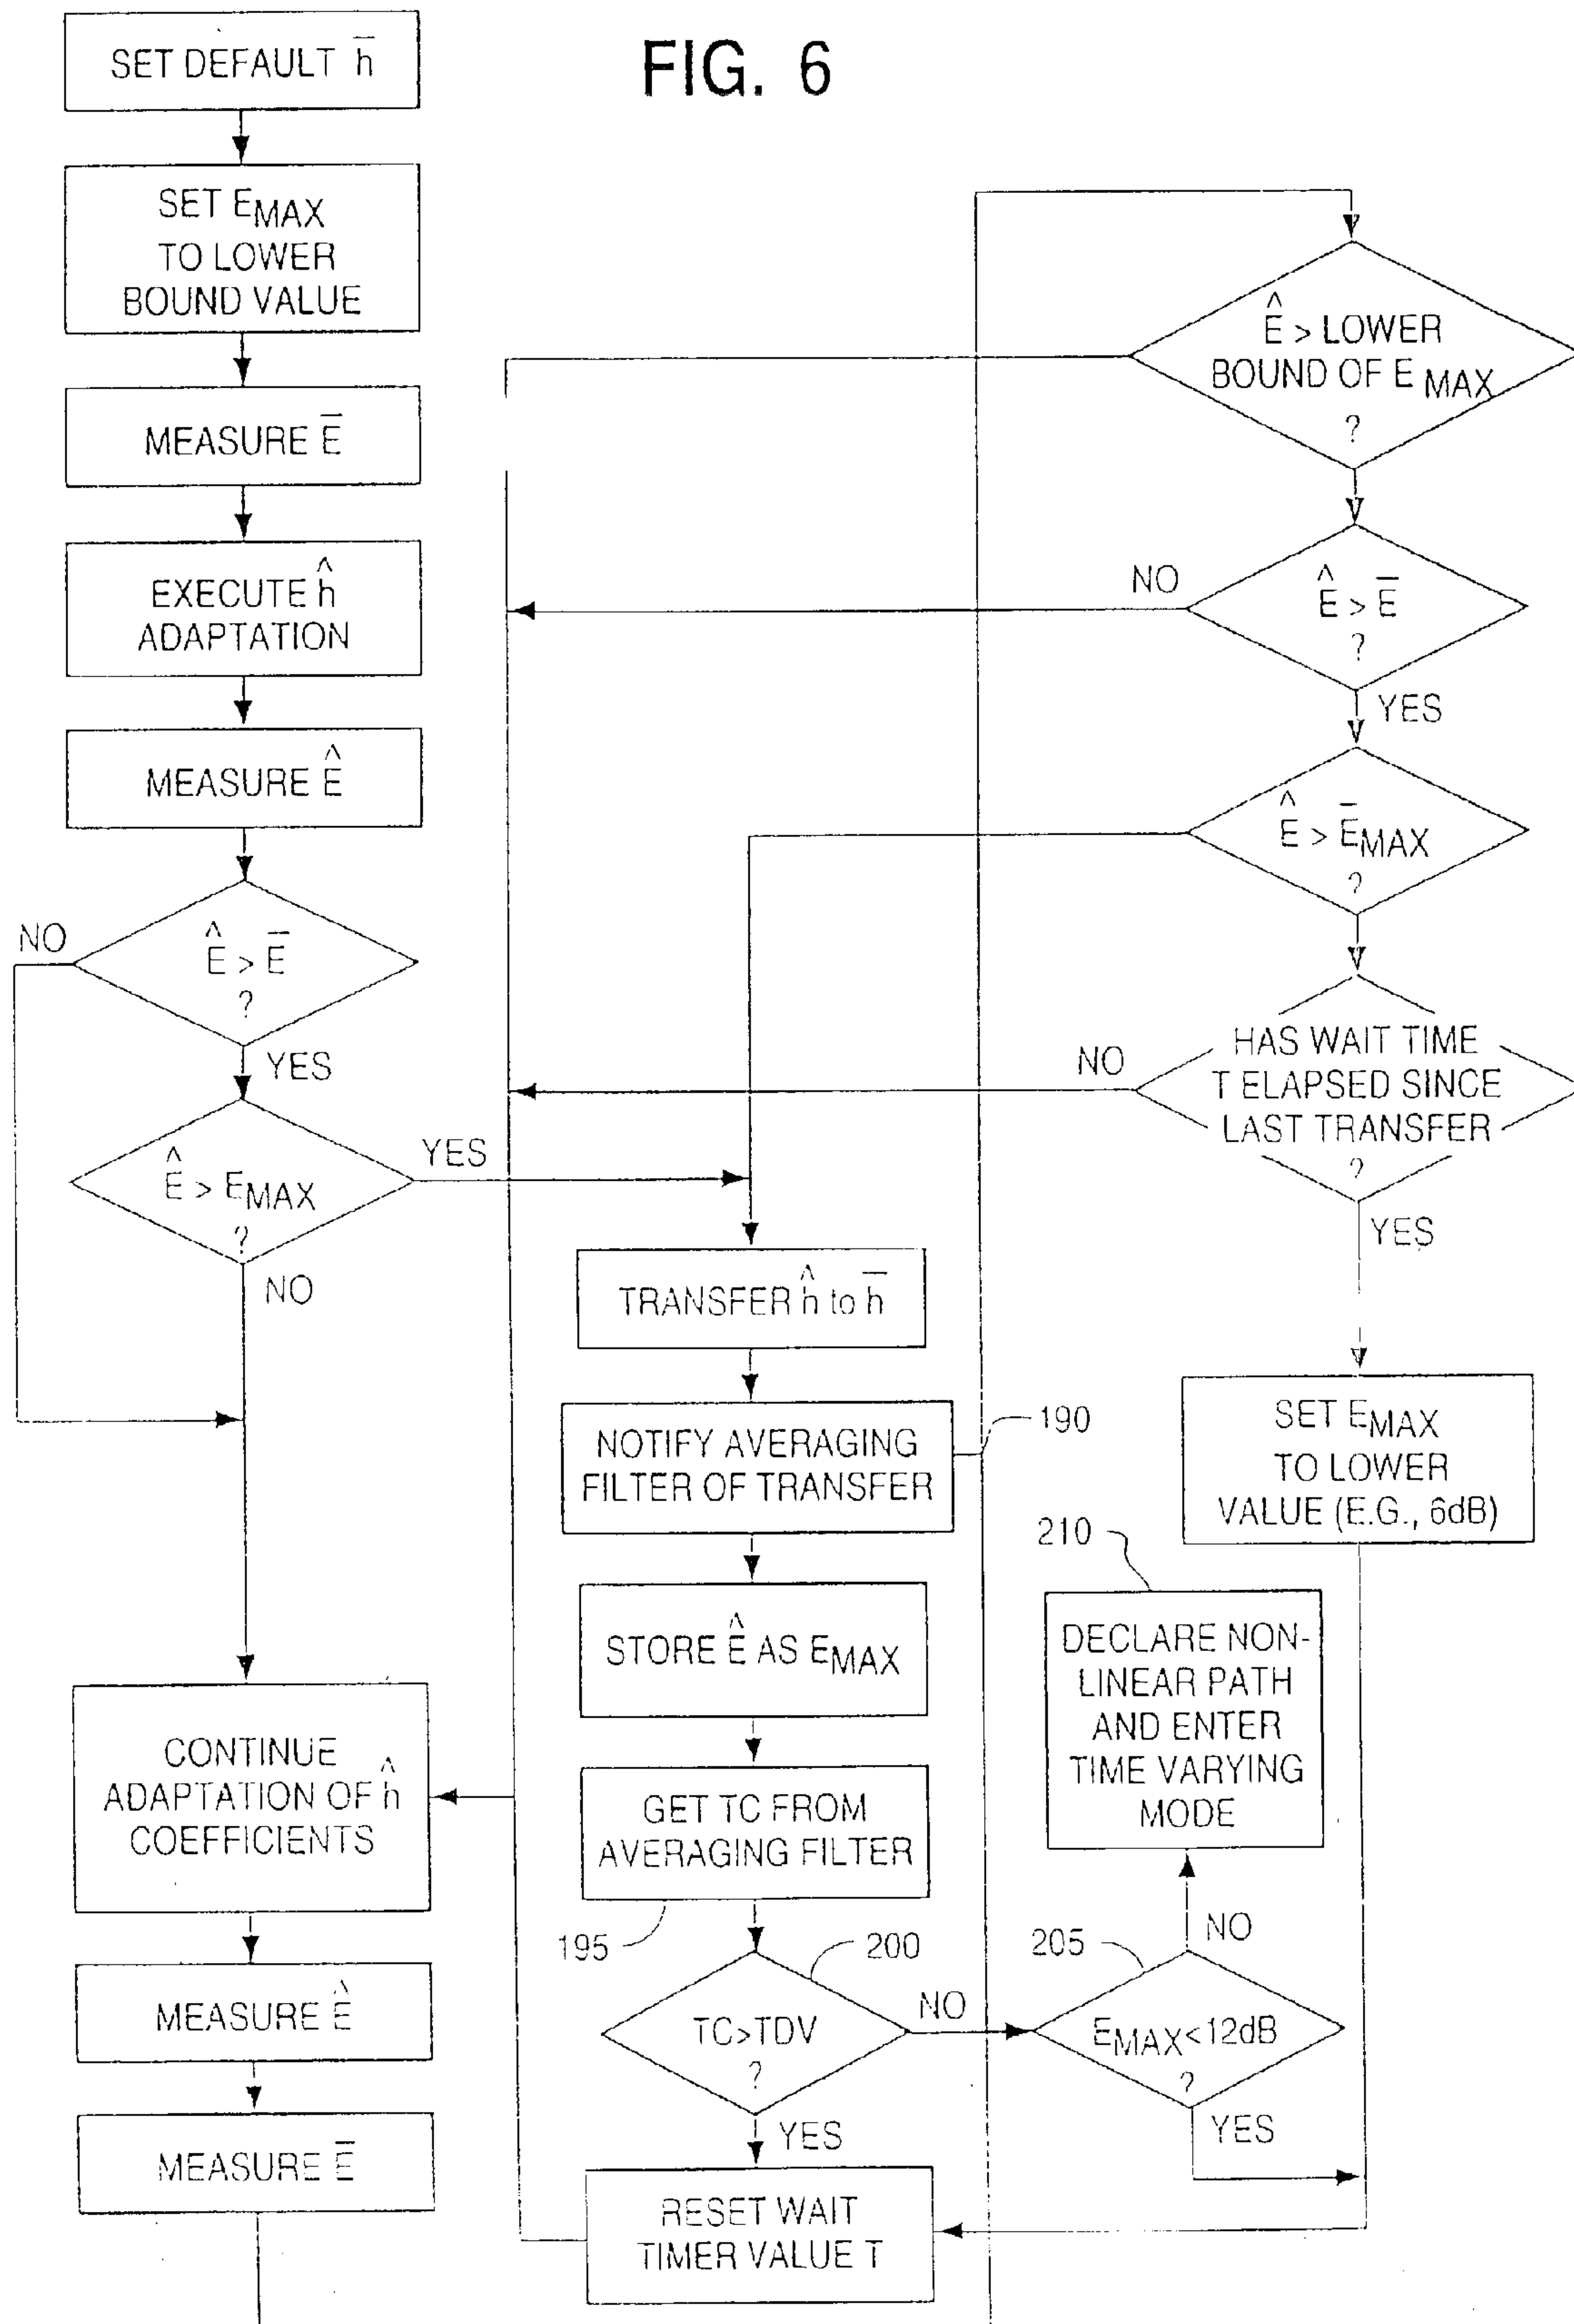 FIG. 6
SET DEFAULT h̅
SET EMAX
TO LOWER
BOUND VALUE
MEASURE E̅
EXECUTE ĥ
ADAPTATION
MEASURE Ê
Ê > E̅
?
NO
YES
Ê > EMAX
?
YES
NO
CONTINUE
ADAPTATION OF ĥ
COEFFICIENTS
MEASURE Ê
MEASURE E̅
TRANSFER ĥ to h̅
NOTIFY AVERAGING
FILTER OF TRANSFER
190
STORE Ê AS EMAX
GET TC FROM
AVERAGING FILTER
195
TC>TDV
?
200
NO
YES
RESET WAIT
TIMER VALUE T
205
EMAX<12dB
?
NO
YES
210
DECLARE NON-
LINEAR PATH
AND ENTER
TIME VARYING
MODE
Ê > LOWER
BOUND OF EMAX
?
Ê > E̅
?
NO
YES
Ê > E̅MAX
?
HAS WAIT TIME
T ELAPSED SINCE
LAST TRANSFER
?
NO
YES
SET EMAX
TO LOWER
VALUE (E.G., 6dB)